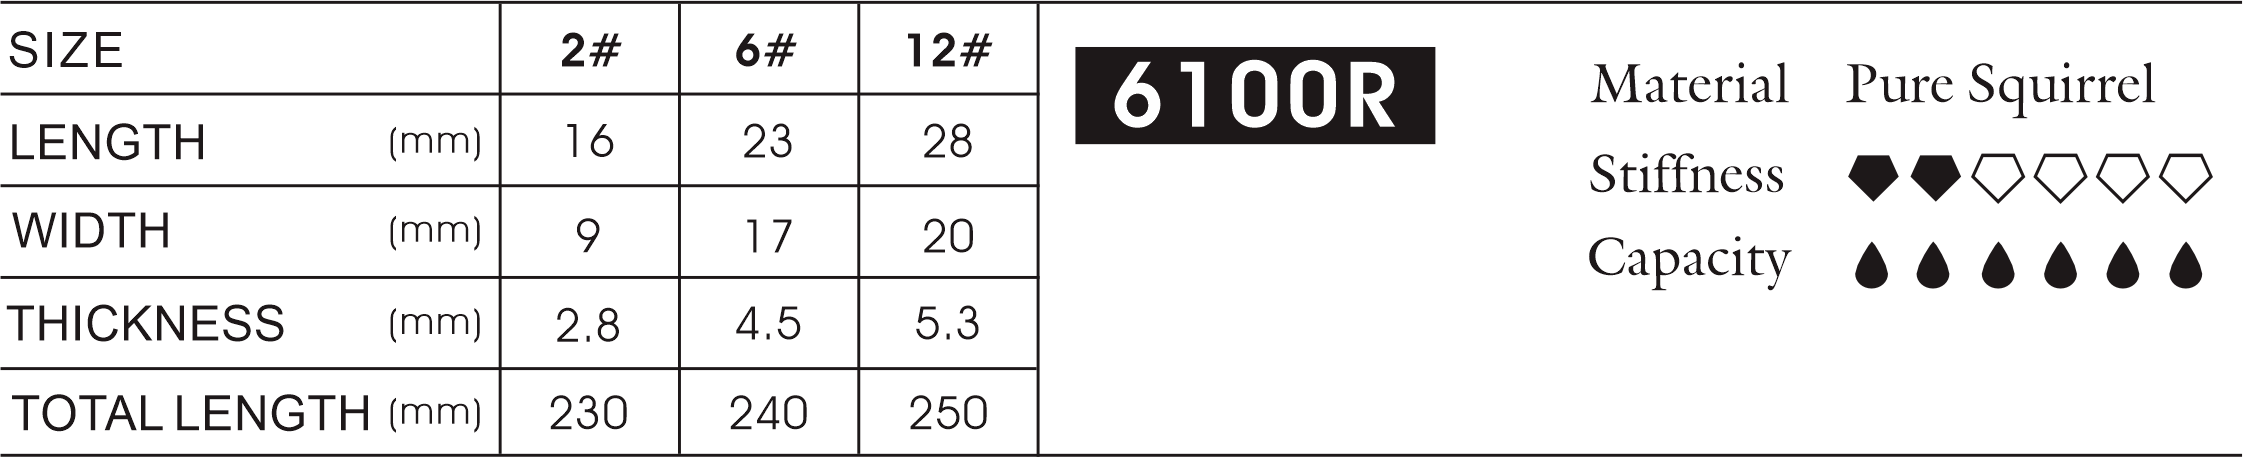 SIZE 2# 6# 12#
LENGTH (mm) 16 23 28
WIDTH (mm) 9 17 20
THICKNESS (mm) 2.8 4.5 5.3
TOTAL LENGTH (mm) 230 240 250
6100R
Material Pure Squirrel
Stiffness
Capacity